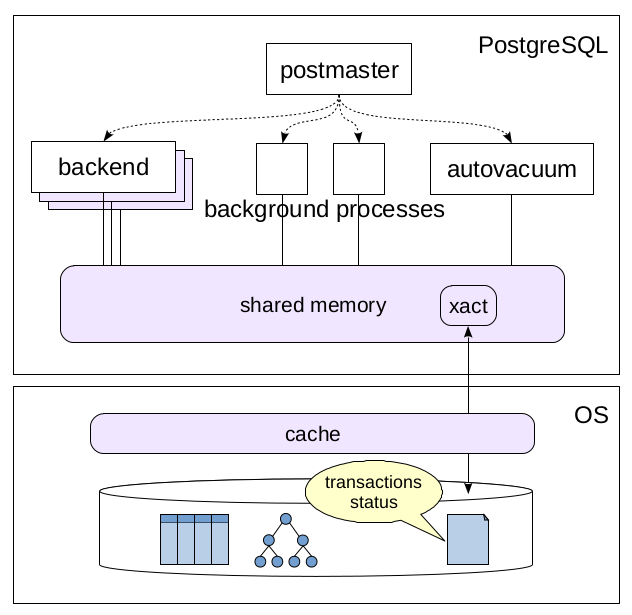 PostgreSQL
postmaster
backend
autovacuum
background processes
shared memory
xact
OS
cache
transactions
status